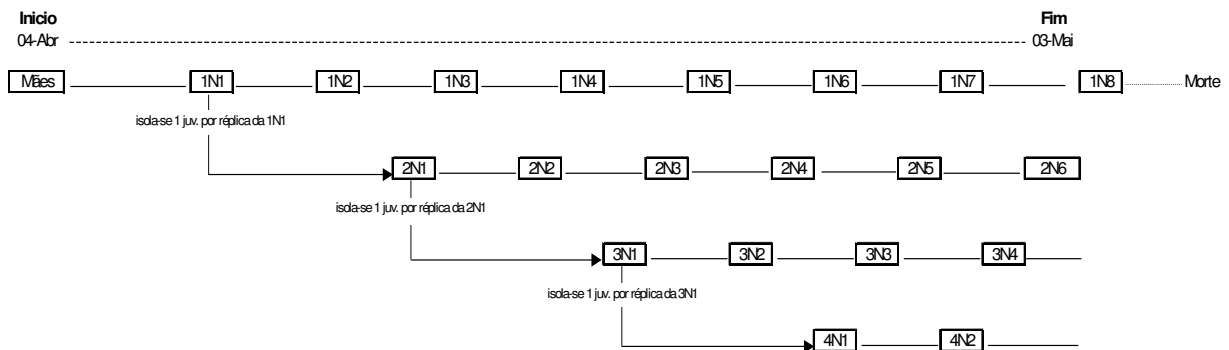 Inicio Fim
04-Abr 03-Mai
Mães 1N1 1N2 1N3 1N4 1N5 1N6 1N7 1N8 Morte
isola-se 1 juv. por réplica da 1N1
2N1 2N2 2N3 2N4 2N5 2N6
isola-se 1 juv. por réplica da 2N1
3N1 3N2 3N3 3N4
isola-se 1 juv. por réplica da 3N1
4N1 4N2